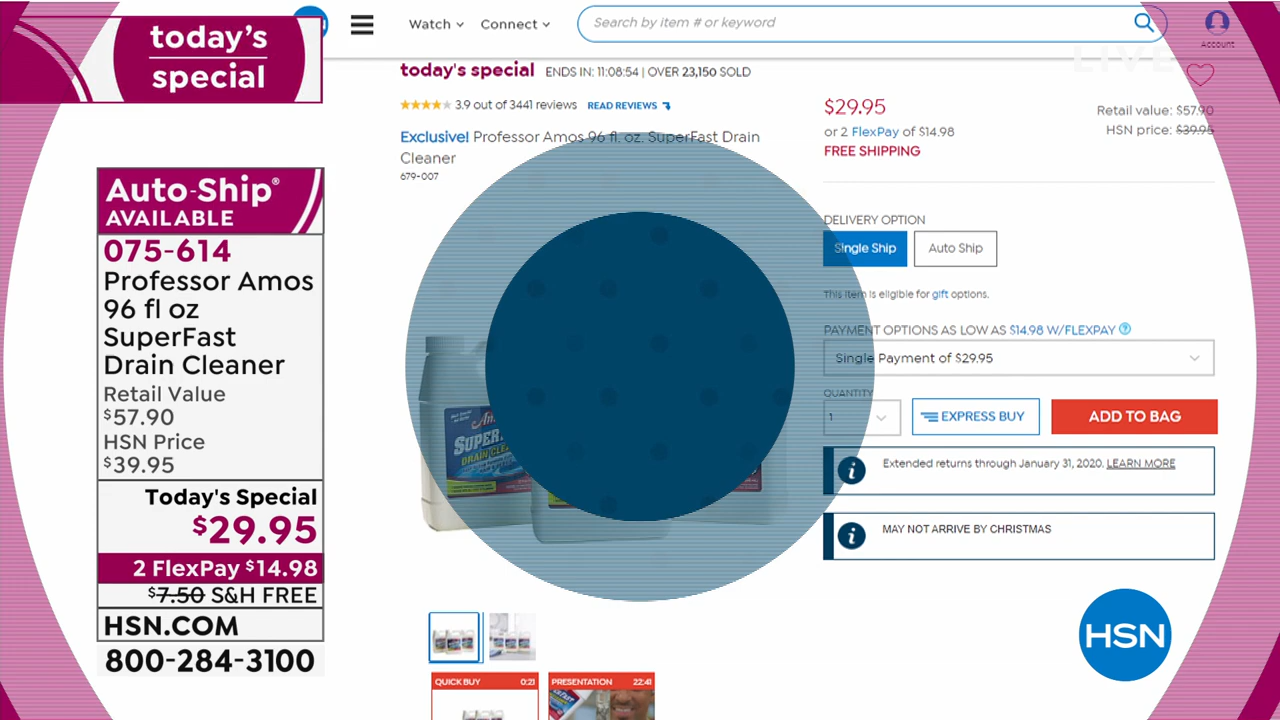 today's
special
Auto-Ship®
AVAILABLE
075-614
Professor Amos
96 fl oz
SuperFast
Drain Cleaner
Retail Value
$57.90
HSN Price
$39.95
Today's Special
$29.95
2 FlexPay $14.98
$7.50 S&H FREE
HSN.COM
800-284-3100
Watch
Connect
Search by item # or keyword
Account
LIVE
today's special ENDS IN: 11:08:54 | OVER 23,150 SOLD
3.9 out of 3441 reviews READ REVIEWS
Exclusive! Professor Amos 96 fl. oz. SuperFast Drain
Cleaner
679-007
$29.95
or 2 FlexPay of $14.98
FREE SHIPPING
Retail value: $57.90
HSN price: $39.95
DELIVERY OPTION
Single Ship
Auto Ship
This item is eligible for gift options.
PAYMENT OPTIONS AS LOW AS $14.98 W/FLEXPAY
Single Payment of $29.95
QUANTITY
1
EXPRESS BUY
ADD TO BAG
Extended returns through January 31, 2020. LEARN MORE
MAY NOT ARRIVE BY CHRISTMAS
QUICK BUY 0:21
PRESENTATION 22:41
HSN